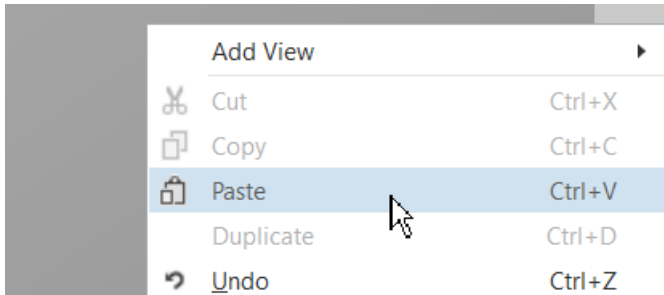 Add View
Cut Ctrl+X
Copy Ctrl+C
Paste Ctrl+V
Duplicate Ctrl+D
Undo Ctrl+Z